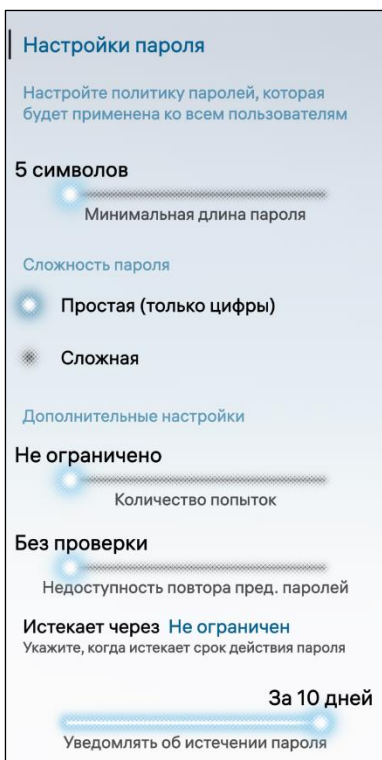 Настройки пароля
Настройте политику паролей, которая
будет применена ко всем пользователям
5 символов
Минимальная длина пароля
Сложность пароля
Простая (только цифры)
Сложная
Дополнительные настройки
Не ограничено
Количество попыток
Без проверки
Недоступность повтора пред. паролей
Истекает через Не ограничен
Укажите, когда истекает срок действия пароля
За 10 дней
Уведомлять об истечении пароля